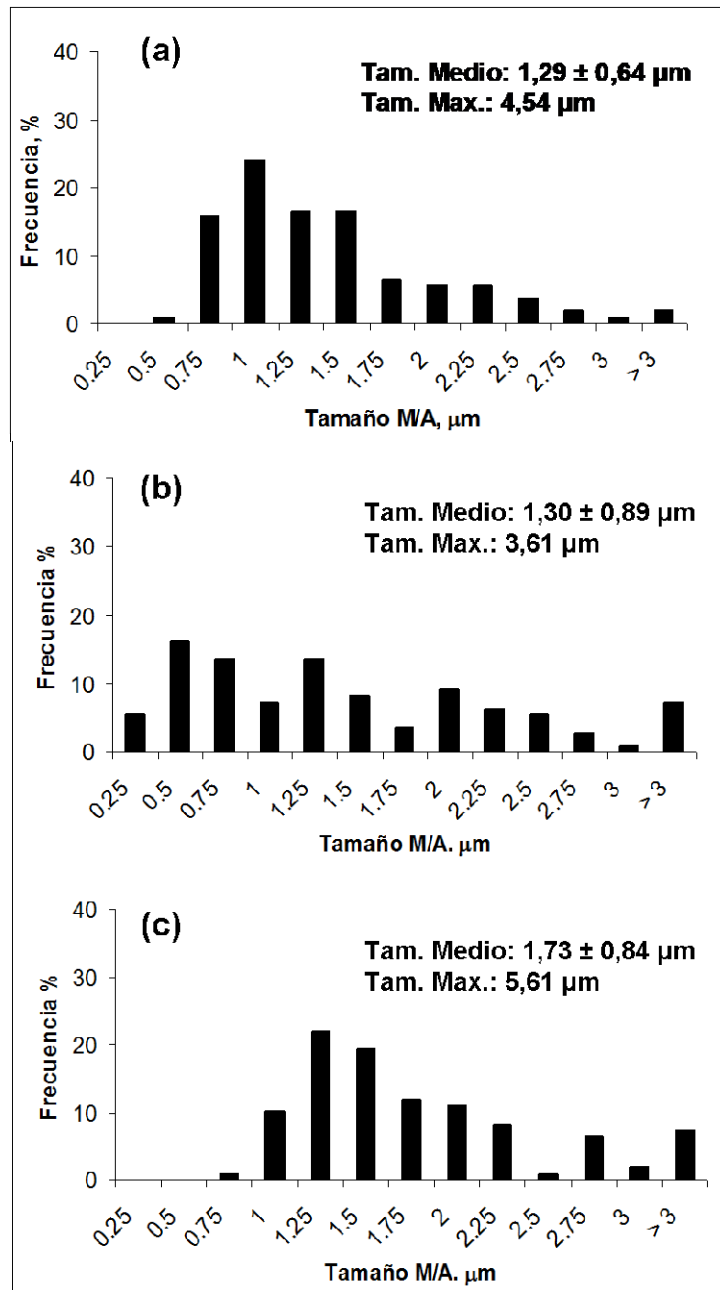 (a)
Tam. Medio: 1,29 ± 0,64 µm
Tam. Max.: 4,54 µm
Frecuencia, %
40
30
20
10
0
0.25 0.5 0.75 1 1.25 1.5 1.75 2 2.25 2.5 2.75 3 > 3
Tamaño M/A, µm
(b)
Tam. Medio: 1,30 ± 0,89 µm
Tam. Max.: 3,61 µm
Frecuencia %
40
30
20
10
0
0.25 0.5 0.75 1 1.25 1.5 1.75 2 2.25 2.5 2.75 3 > 3
Tamaño M/A. µm
(c)
Tam. Medio: 1,73 ± 0,84 µm
Tam. Max.: 5,61 µm
Frecuencia %
40
30
20
10
0
0.25 0.5 0.75 1 1.25 1.5 1.75 2 2.25 2.5 2.75 3 > 3
Tamaño M/A. µm